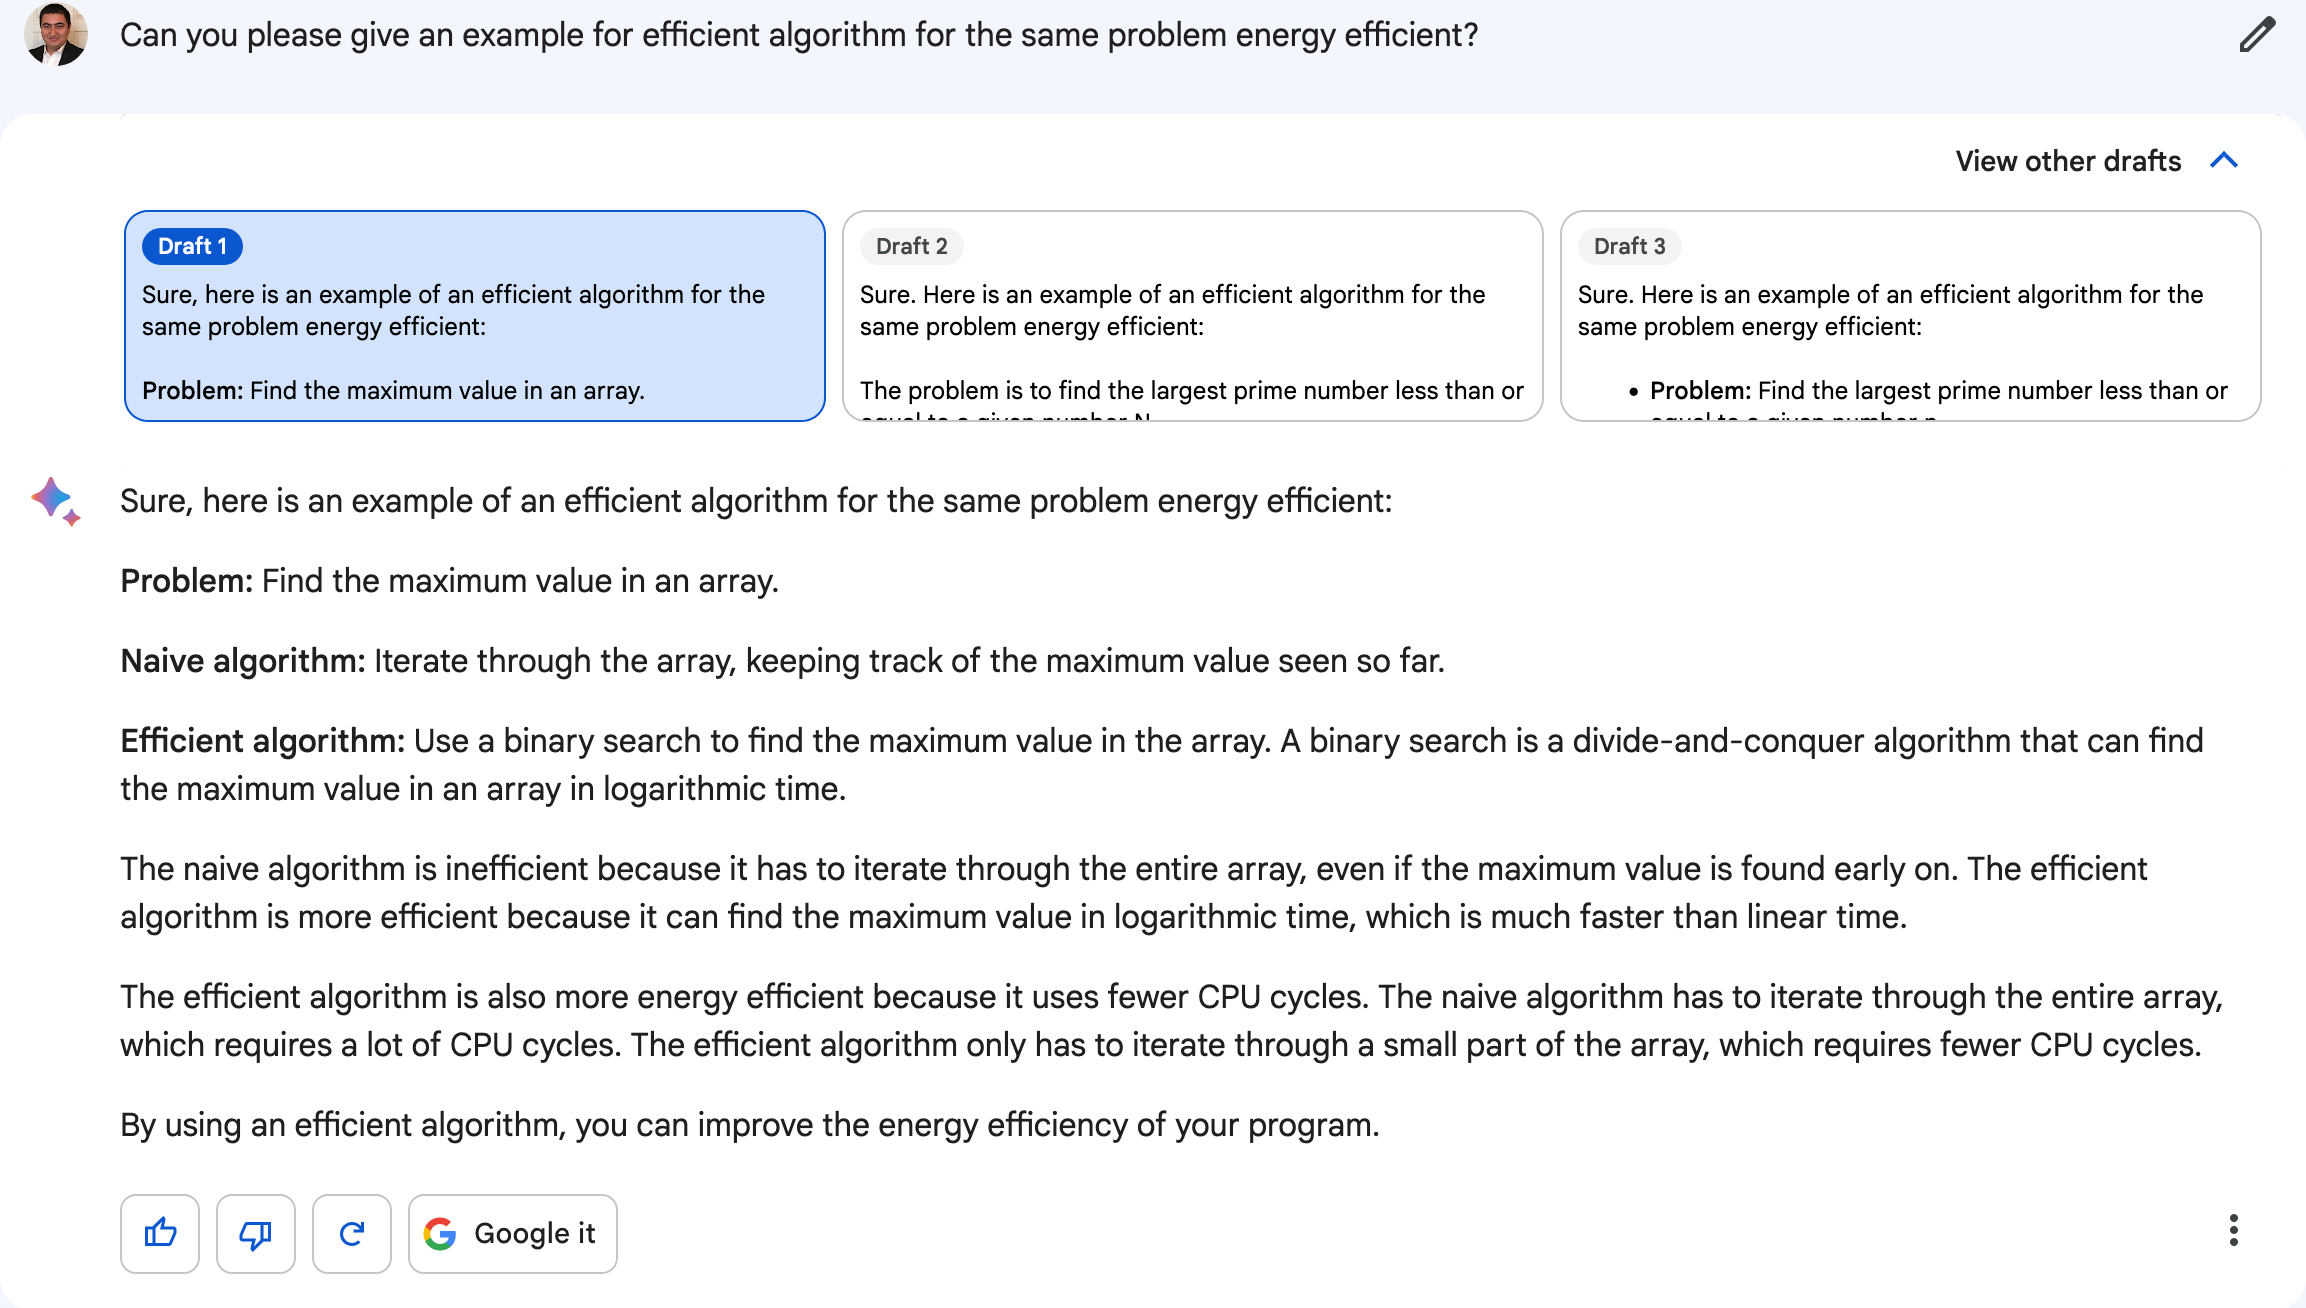 Can you please give an example for efficient algorithm for the same problem energy efficient?
View other drafts
Draft 1
Sure, here is an example of an efficient algorithm for the
same problem energy efficient:
Problem: Find the maximum value in an array.
Draft 2
Sure. Here is an example of an efficient algorithm for the
same problem energy efficient:
The problem is to find the largest prime number less than or
equal to a given number N
Draft 3
Sure. Here is an example of an efficient algorithm for the
same problem energy efficient:
• Problem: Find the largest prime number less than or
equal to a given number n
Sure, here is an example of an efficient algorithm for the same problem energy efficient:
Problem: Find the maximum value in an array.
Naive algorithm: Iterate through the array, keeping track of the maximum value seen so far.
Efficient algorithm: Use a binary search to find the maximum value in the array. A binary search is a divide-and-conquer algorithm that can find
the maximum value in an array in logarithmic time.
The naive algorithm is inefficient because it has to iterate through the entire array, even if the maximum value is found early on. The efficient
algorithm is more efficient because it can find the maximum value in logarithmic time, which is much faster than linear time.
The efficient algorithm is also more energy efficient because it uses fewer CPU cycles. The naive algorithm has to iterate through the entire array,
which requires a lot of CPU cycles. The efficient algorithm only has to iterate through a small part of the array, which requires fewer CPU cycles.
By using an efficient algorithm, you can improve the energy efficiency of your program.
Google it